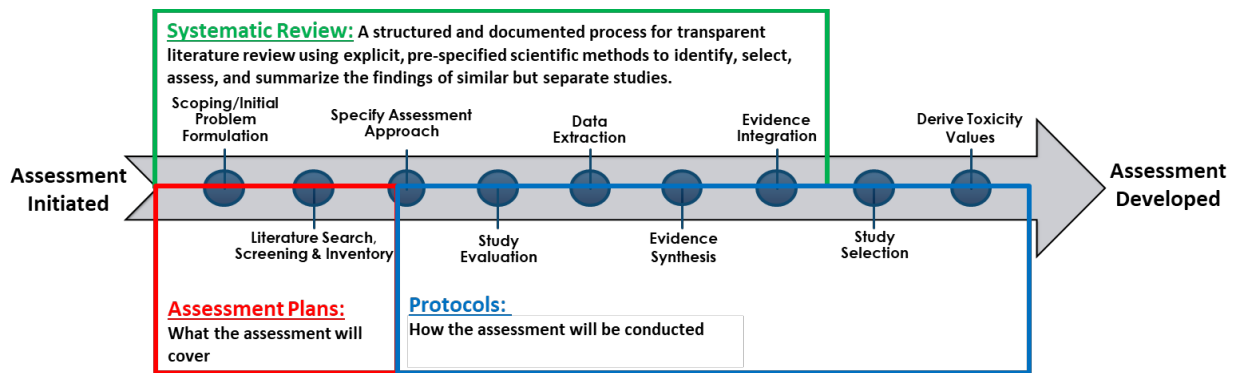 Systematic Review: A structured and documented process for transparent
literature review using explicit, pre-specified scientific methods to identify, select,
assess, and summarize the findings of similar but separate studies.
Scoping/Initial
Problem
Formulation
Specify Assessment
Approach
Data
Extraction
Evidence
Integration
Derive Toxicity
Values
Assessment
Initiated
Assessment
Developed
Literature Search,
Screening & Inventory
Study
Evaluation
Evidence
Synthesis
Study
Selection
Assessment Plans:
What the assessment will
cover
Protocols:
How the assessment will be conducted